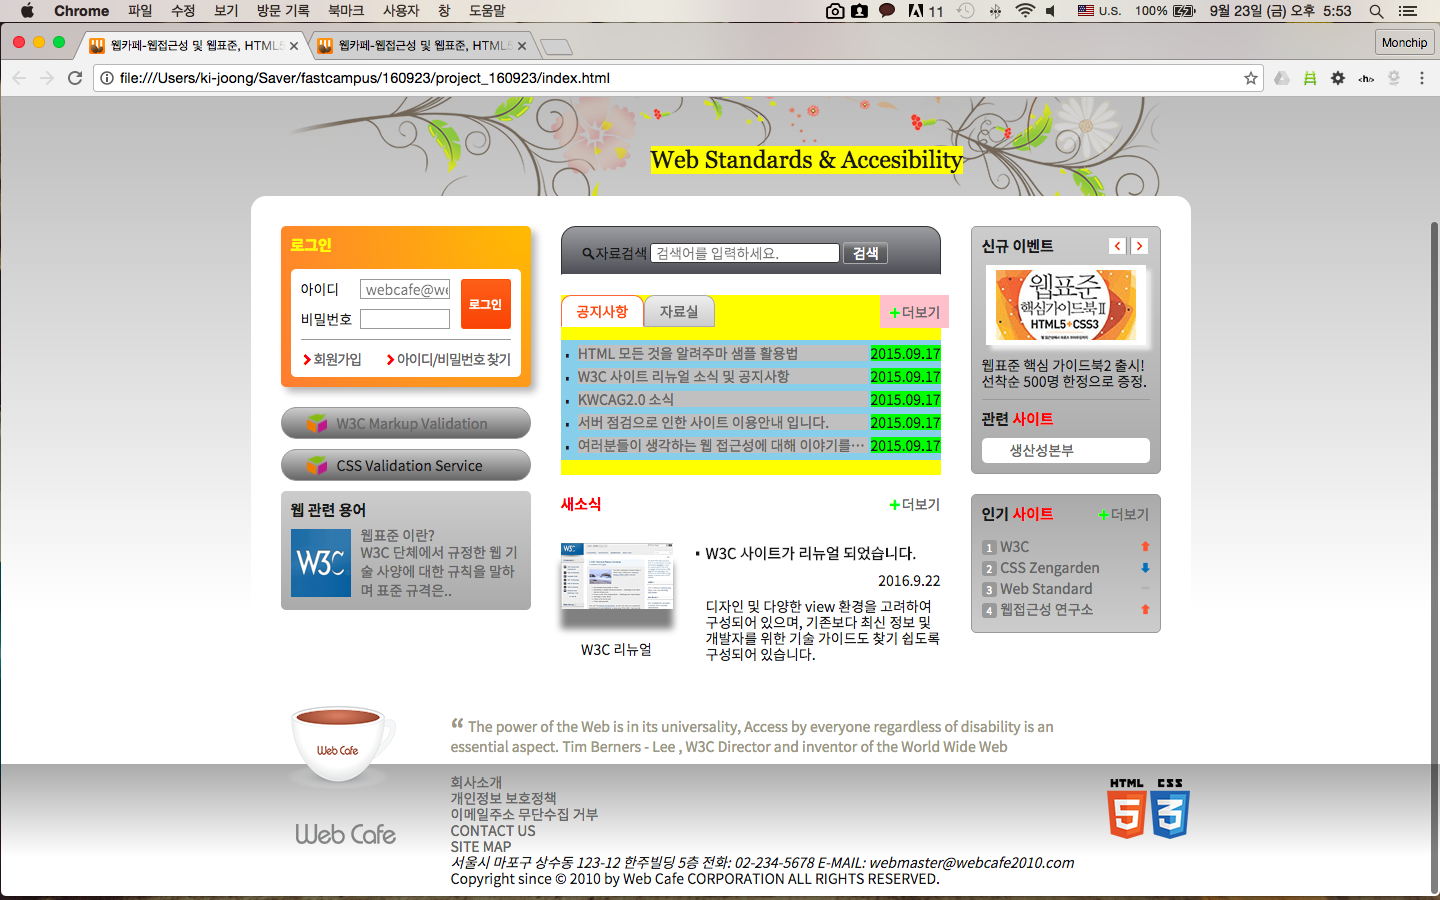 Chrome 파일 수정 보기 방문 기록 북마크 사용자 창 도움말 11 U.S. 100% 9월 23일 (금) 오후 5:53
웹카페-웹접근성 및 웹표준, HTML5 웹카페-웹접근성 및 웹표준, HTML5 Monchip
file:///Users/ki-joong/Saver/fastcampus/160923/project_160923/index.html
Web Standards & Accesibility
로그인
아이디 webcafe@we
비밀번호
로그인
회원가입 아이디/비밀번호 찾기
W3C Markup Validation
CSS Validation Service
웹 관련 용어
W3C
웹표준 이란?
W3C 단체에서 규정한 웹 기
술 사양에 대한 규칙을 말하
며 표준 규격은..
자료검색 검색어를 입력하세요. 검색
공지사항 자료실 +더보기
HTML 모든 것을 알려주마 샘플 활용법 2015.09.17
W3C 사이트 리뉴얼 소식 및 공지사항 2015.09.17
KWCAG2.0 소식 2015.09.17
서버 점검으로 인한 사이트 이용안내 입니다. 2015.09.17
여러분들이 생각하는 웹 접근성에 대해 이야기를… 2015.09.17
새소식 +더보기
W3C 리뉴얼
W3C 사이트가 리뉴얼 되었습니다.
2016.9.22
디자인 및 다양한 view 환경을 고려하여
구성되어 있으며, 기존보다 최신 정보 및
개발자를 위한 기술 가이드도 찾기 쉽도록
구성되어 있습니다.
신규 이벤트
웹표준
핵심가이드북Ⅱ
HTML5+CSS3
웹표준 핵심 가이드북2 출시!
선착순 500명 한정으로 증정.
관련 사이트
생산성본부
인기 사이트 +더보기
1 W3C
2 CSS Zengarden
3 Web Standard
4 웹접근성 연구소
Web Cafe
“ The power of the Web is in its universality, Access by everyone regardless of disability is an
essential aspect. Tim Berners - Lee , W3C Director and inventor of the World Wide Web
Web Cafe
회사소개
개인정보 보호정책
이메일주소 무단수집 거부
CONTACT US
SITE MAP
서울시 마포구 상수동 123-12 한주빌딩 5층 전화: 02-234-5678 E-MAIL: webmaster@webcafe2010.com
Copyright since © 2010 by Web Cafe CORPORATION ALL RIGHTS RESERVED.
HTML 5 CSS 3